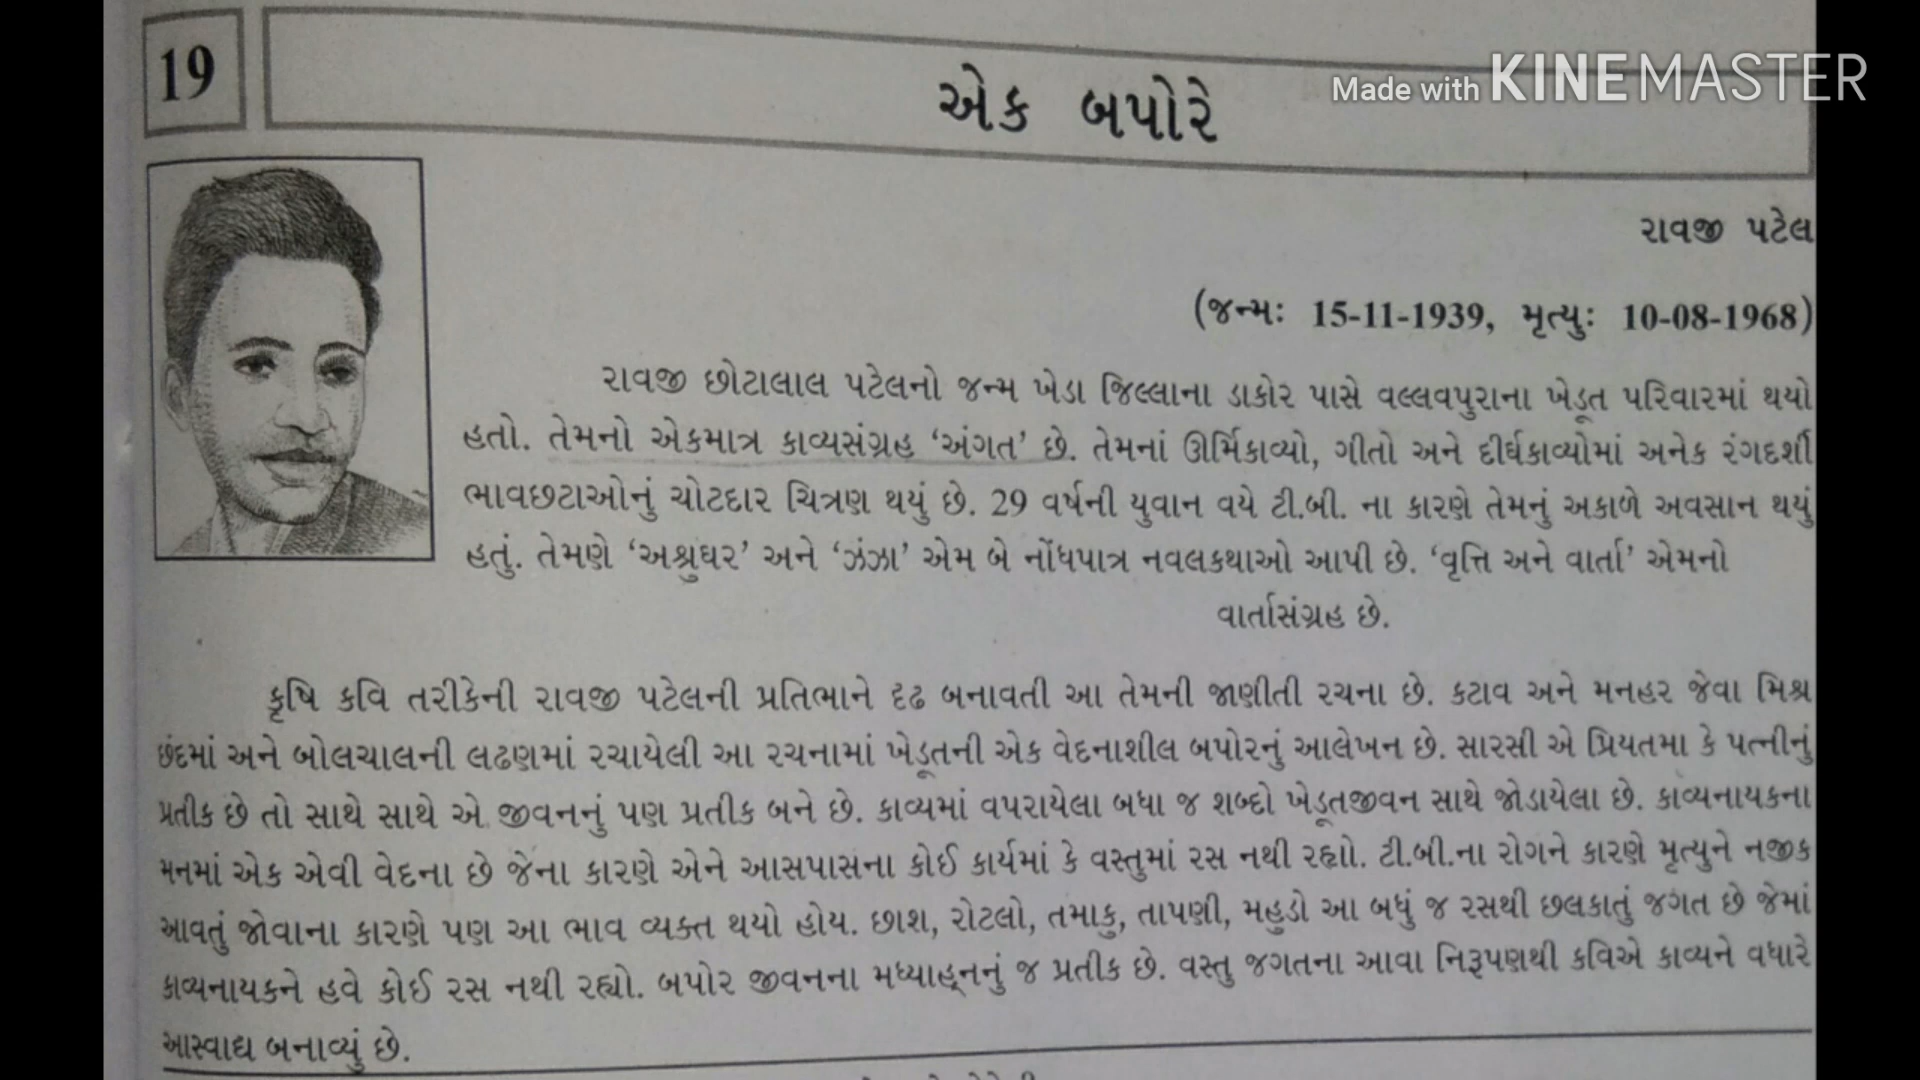 19
એક બપોરે
Made with KINEMASTER
રાવજી પટેલ
(જન્મઃ 15-11-1939, મૃત્યુઃ 10-08-1968)
રાવજી છોટાલાલ પટેલનો જન્મ ખેડા જિલ્લાના ડાકોર પાસે વલ્લવપુરાના ખેડૂત પરિવારમાં થયો
હતો. તેમનો એકમાત્ર કાવ્યસંગ્રહ ‘અંગત’ છે. તેમનાં ઊર્મિકાવ્યો, ગીતો અને દીર્ઘકાવ્યોમાં અનેક રંગદર્શી
ભાવછટાઓનું ચોટદાર ચિત્રણ થયું છે. 29 વર્ષની યુવાન વયે ટી.બી. ના કારણે તેમનું અકાળે અવસાન થયું
હતું. તેમણે ‘અશ્રુઘર’ અને ‘ઝંઝા’ એમ બે નોંધપાત્ર નવલકથાઓ આપી છે. ‘વૃત્તિ અને વાર્તા’ એમનો
વાર્તાસંગ્રહ છે.
કૃષિ કવિ તરીકેની રાવજી પટેલની પ્રતિભાને દૃઢ બનાવતી આ તેમની જાણીતી રચના છે. કટાવ અને મનહર જેવા મિશ્ર
છંદમાં અને બોલચાલની લઢણમાં રચાયેલી આ રચનામાં ખેડૂતની એક વેદનાશીલ બપોરનું આલેખન છે. સારસી એ પ્રિયતમા કે પત્નીનું
પ્રતીક છે તો સાથે સાથે એ જીવનનું પણ પ્રતીક બને છે. કાવ્યમાં વપરાયેલા બધા જ શબ્દો ખેડૂતજીવન સાથે જોડાયેલા છે. કાવ્યનાયકના
મનમાં એક એવી વેદના છે જેના કારણે એને આસપાસના કોઈ કાર્યમાં કે વસ્તુમાં રસ નથી રહ્યો. ટી.બી.ના રોગને કારણે મૃત્યુને નજીક
આવતું જોવાના કારણે પણ આ ભાવ વ્યક્ત થયો હોય. છાશ, રોટલો, તમાકુ, તાપણી, મહુડો આ બધું જ રસથી છલકાતું જગત છે જેમાં
કાવ્યનાયકને હવે કોઈ રસ નથી રહ્યો. બપોર જીવનના મધ્યાહ્નનું જ પ્રતીક છે. વસ્તુ જગતના આવા નિરૂપણથી કવિએ કાવ્યને વધારે
આસ્વાદ્ય બનાવ્યું છે.